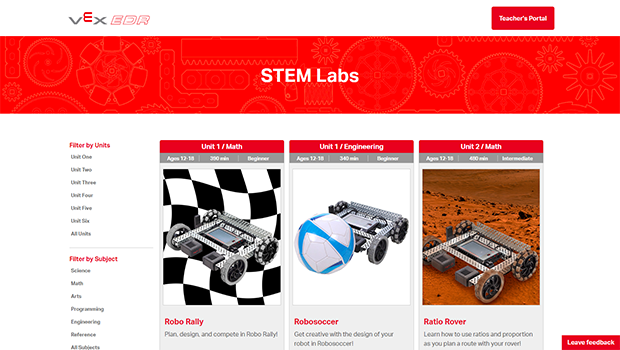 VEX EDR
Teacher's Portal
STEM Labs
Filter by Units
Unit One
Unit Two
Unit Three
Unit Four
Unit Five
Unit Six
All Units
Filter by Subject
Science
Math
Arts
Programming
Engineering
Reference
All Subjects
Unit 1 / Math
Ages 12-18 390 min Beginner
Robo Rally
Plan, design, and compete in Robo Rally!
Unit 1 / Engineering
Ages 12-18 340 min Beginner
Robosoccer
Get creative with the design of your
robot in Robosoccer!
Unit 2 / Math
Ages 12-18 480 min Intermediate
Ratio Rover
Learn how to use ratios and proportion
as you plan a route with your rover!
Leave feedback